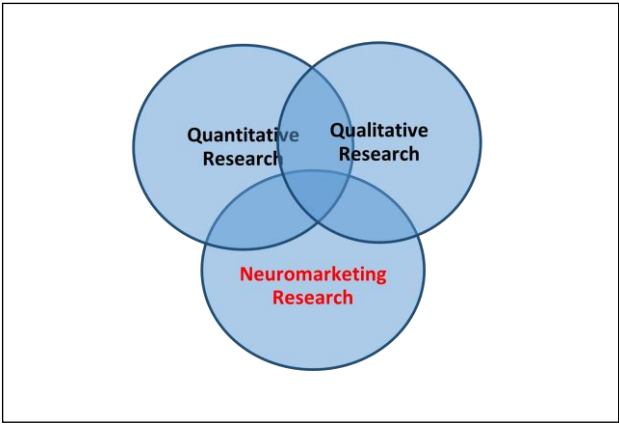 Quantitative
Research
Qualitative
Research
Neuromarketing
Research